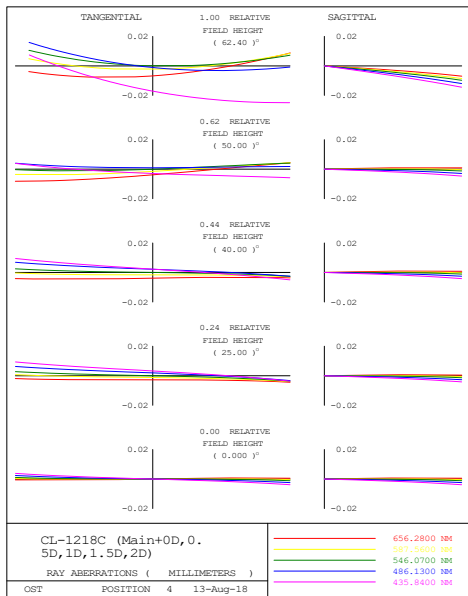 TANGENTIAL 1.00 RELATIVE SAGITTAL
FIELD HEIGHT
( 62.40 )°
0.02 0.02
-0.02 -0.02
0.62 RELATIVE
FIELD HEIGHT
( 50.00 )°
0.02 0.02
-0.02 -0.02
0.44 RELATIVE
FIELD HEIGHT
( 40.00 )°
0.02 0.02
-0.02 -0.02
0.24 RELATIVE
FIELD HEIGHT
( 25.00 )°
0.02 0.02
-0.02 -0.02
0.00 RELATIVE
FIELD HEIGHT
( 0.000 )°
0.02 0.02
-0.02 -0.02
CL-1218C (Main+0D,0.
5D,1D,1.5D,2D)
RAY ABERRATIONS ( MILLIMETERS )
OST POSITION 4 13-Aug-18
656.2800 NM
587.5600 NM
546.0700 NM
486.1300 NM
435.8400 NM